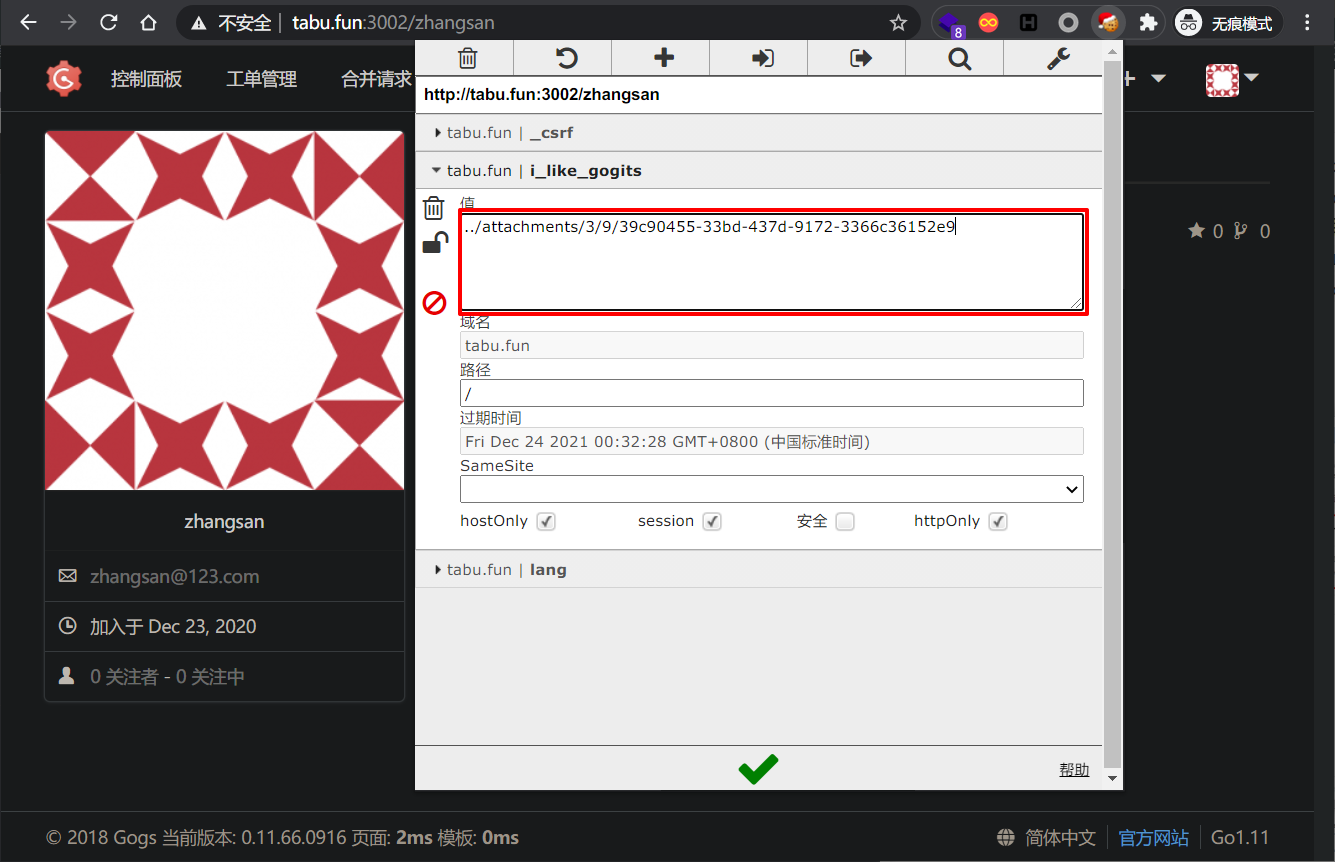 不安全 | tabu.fun:3002/zhangsan
8
无痕模式
控制面板 工单管理 合并请求
http://tabu.fun:3002/zhangsan
tabu.fun | _csrf
tabu.fun | i_like_gogits
值
../attachments/3/9/39c90455-33bd-437d-9172-3366c36152e9
0 0
域名
tabu.fun
路径
/
过期时间
Fri Dec 24 2021 00:32:28 GMT+0800 (中国标准时间)
SameSite
hostOnly session 安全 httpOnly
tabu.fun | lang
zhangsan
zhangsan@123.com
加入于 Dec 23, 2020
0 关注者 - 0 关注中
帮助
© 2018 Gogs 当前版本: 0.11.66.0916 页面: 2ms 模板: 0ms
简体中文 官方网站 Go1.11